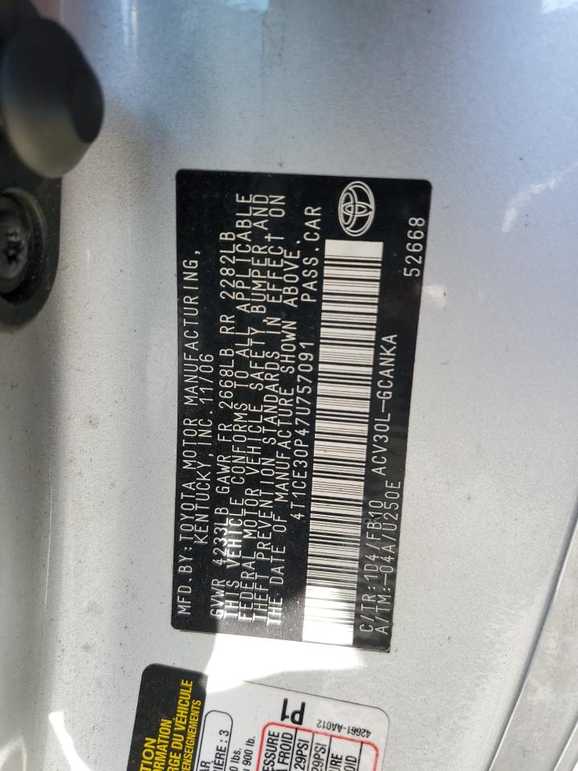 MFD. BY: TOYOTA MOTOR MANUFACTURING,
KENTUCKY, INC. 11/06
GVWR 4233LB GAWR FR 2668LB RR 2282LB
THIS VEHICLE CONFORMS TO ALL APPLICABLE
FEDERAL MOTOR VEHICLE SAFETY, BUMPER AND
THEFT PREVENTION STANDARDS IN EFFECT ON
THE DATE OF MANUFACTURE SHOWN ABOVE.
4T1CE30P47U757091 PASS. CAR
C/TR:1D4/FB10 ACV30L-GCANKA
A/TM:-04A/U250E
52668
P1
42661-AA012